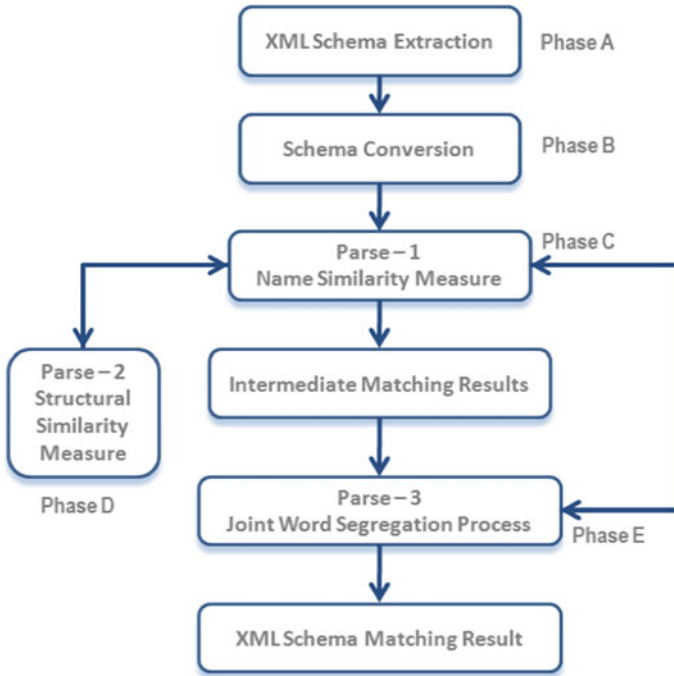 XML Schema Extraction
Phase A
Schema Conversion
Phase B
Phase C
Parse – 1
Name Similarity Measure
Parse – 2
Structural
Similarity
Measure
Phase D
Intermediate Matching Results
Parse – 3
Joint Word Segregation Process
Phase E
XML Schema Matching Result